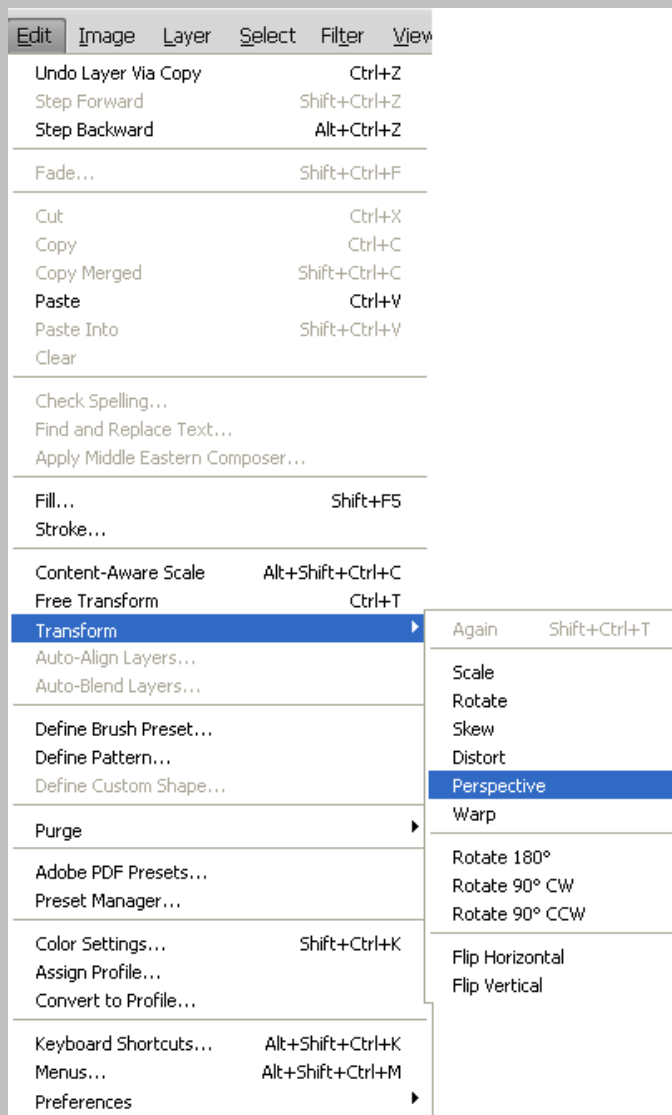 Edit Image Layer Select Filter View
Undo Layer Via Copy Ctrl+Z
Step Forward Shift+Ctrl+Z
Step Backward Alt+Ctrl+Z
Fade... Shift+Ctrl+F
Cut Ctrl+X
Copy Ctrl+C
Copy Merged Shift+Ctrl+C
Paste Ctrl+V
Paste Into Shift+Ctrl+V
Clear
Check Spelling...
Find and Replace Text...
Apply Middle Eastern Composer...
Fill... Shift+F5
Stroke...
Content-Aware Scale Alt+Shift+Ctrl+C
Free Transform Ctrl+T
Transform
Auto-Align Layers...
Auto-Blend Layers...
Define Brush Preset...
Define Pattern...
Define Custom Shape...
Purge
Adobe PDF Presets...
Preset Manager...
Color Settings... Shift+Ctrl+K
Assign Profile...
Convert to Profile...
Keyboard Shortcuts... Alt+Shift+Ctrl+K
Menus... Alt+Shift+Ctrl+M
Preferences
Again Shift+Ctrl+T
Scale
Rotate
Skew
Distort
Perspective
Warp
Rotate 180°
Rotate 90° CW
Rotate 90° CCW
Flip Horizontal
Flip Vertical